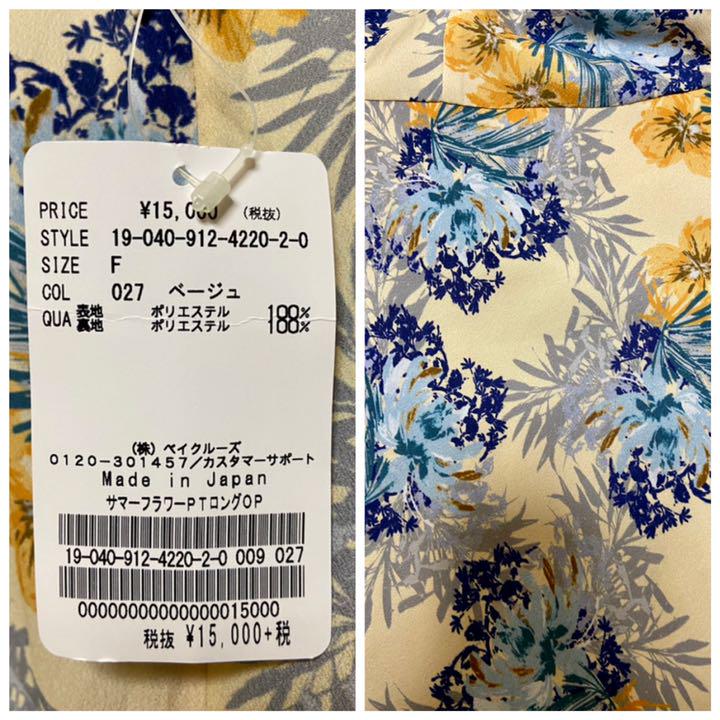 PRICE ¥15,000 (税抜)
STYLE 19-040-912-4220-2-0
SIZE F
COL 027 ベージュ
QUA 表地 ポリエステル 100%
裏地 ポリエステル 100%
(株) ベイクルーズ
0120-301457/カスタマーサポート
Made in Japan
サマーフラワーPTロングOP
19-040-912-4220-2-0 009 027
00000000000000015000
税抜 ¥15,000+税